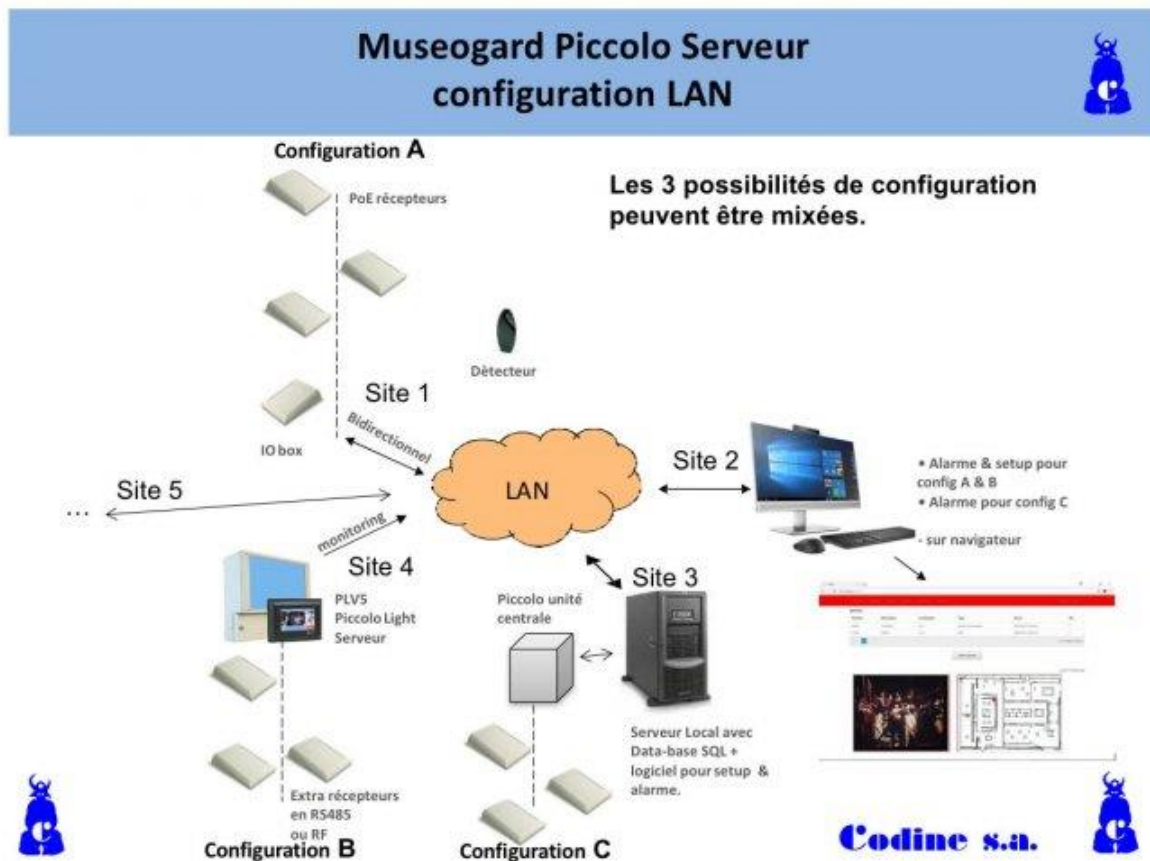 Museogard Piccolo Serveur
configuration LAN
Configuration A
Les 3 possibilités de configuration
peuvent être mixées.
PoE récepteurs
Dètecteur
Site 1
Bidirectionnel
IO box
Site 2
LAN
• Alarme & setup pour
config A & B
• Alarme pour config C
- sur navigateur
Site 5
...
monitoring
Site 4
Site 3
PLV5
Piccolo Light
Serveur
Piccolo unité
centrale
Serveur Local avec
Data-base SQL +
logiciel pour setup &
alarme.
Extra récepteurs
en RS485
ou RF
Configuration B
Configuration C
Codine s.a.
C
C
C